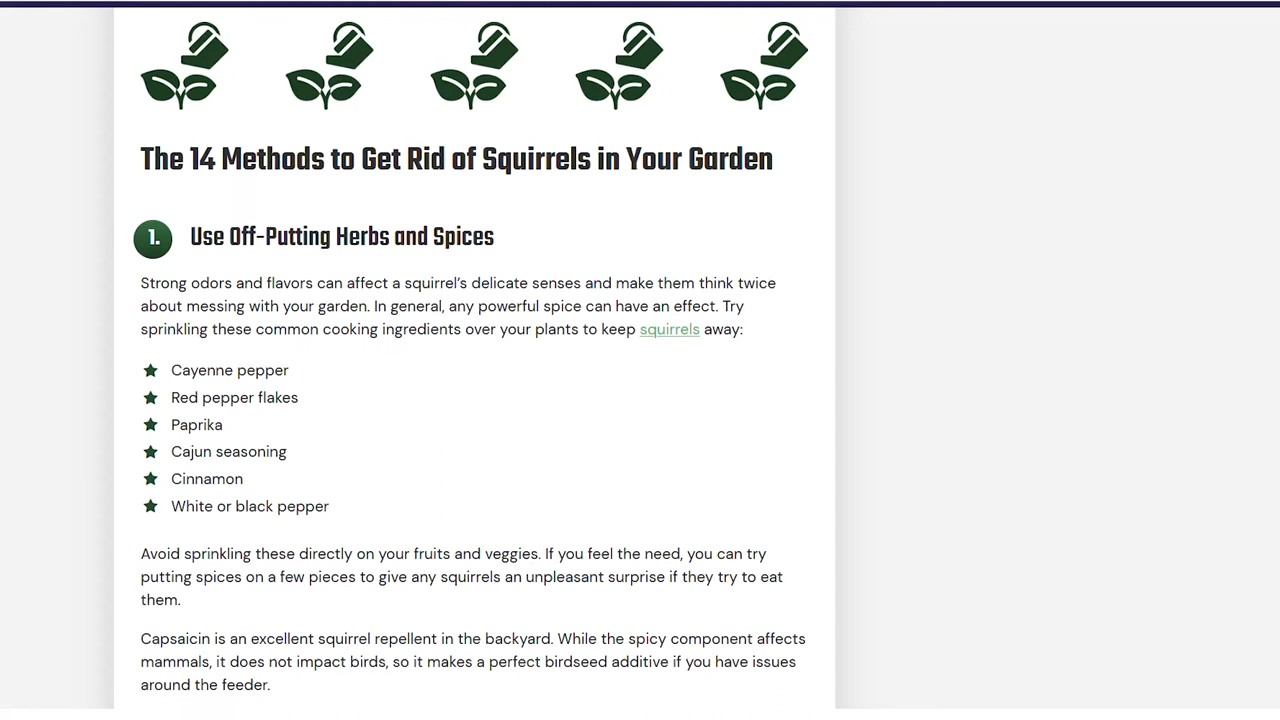 The 14 Methods to Get Rid of Squirrels in Your Garden
1. Use Off-Putting Herbs and Spices
Strong odors and flavors can affect a squirrel’s delicate senses and make them think twice
about messing with your garden. In general, any powerful spice can have an effect. Try
sprinkling these common cooking ingredients over your plants to keep squirrels away:
Cayenne pepper
Red pepper flakes
Paprika
Cajun seasoning
Cinnamon
White or black pepper
Avoid sprinkling these directly on your fruits and veggies. If you feel the need, you can try
putting spices on a few pieces to give any squirrels an unpleasant surprise if they try to eat
them.
Capsaicin is an excellent squirrel repellent in the backyard. While the spicy component affects
mammals, it does not impact birds, so it makes a perfect birdseed additive if you have issues
around the feeder.